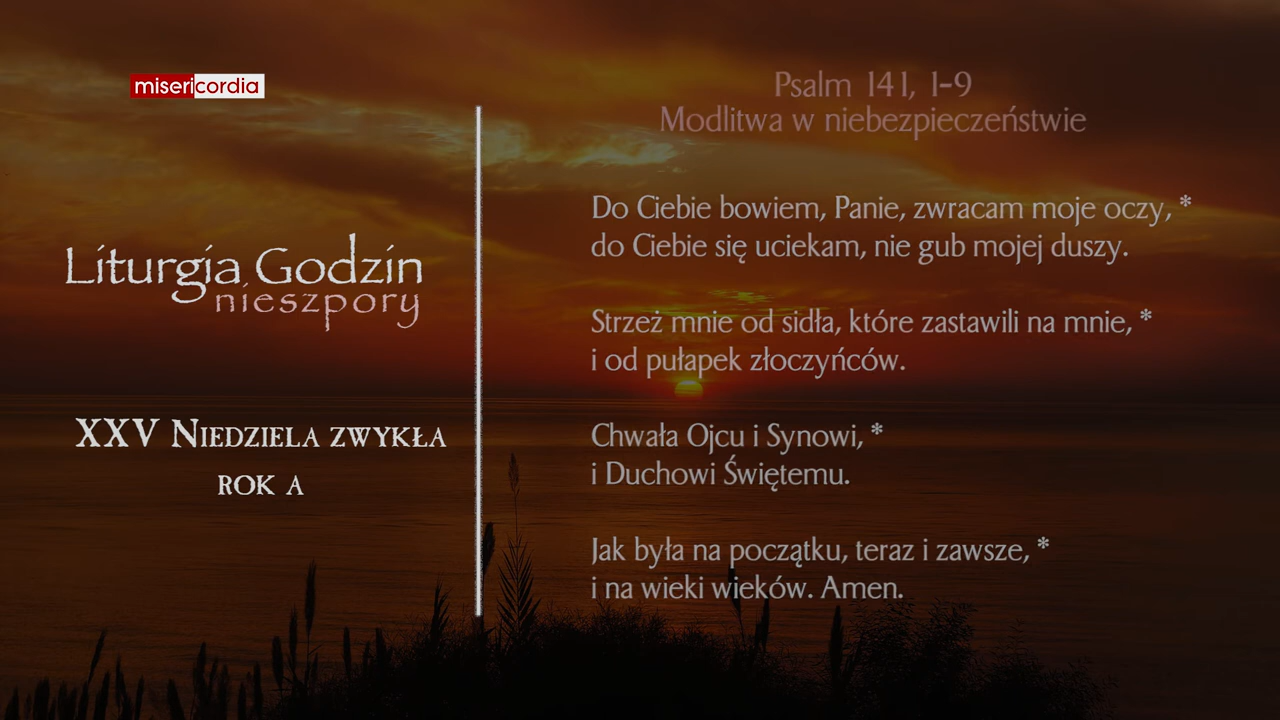 misericordia
Liturgia Godzin
nieszpory
XXV Niedziela zwykła
rok a
Psalm 141, 1-9
Modlitwa w niebezpieczeństwie
Do Ciebie bowiem, Panie, zwracam moje oczy, *
do Ciebie się uciekam, nie gub mojej duszy.
Strzeż mnie od sidła, które zastawili na mnie, *
i od pułapek złoczyńców.
Chwała Ojcu i Synowi, *
i Duchowi Świętemu.
Jak była na początku, teraz i zawsze, *
i na wieki wieków. Amen.